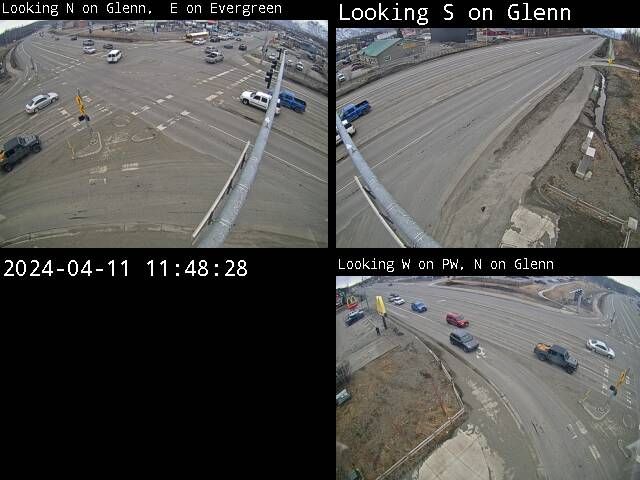 Looking N on Glenn, E on Evergreen
Looking S on Glenn
2024-04-11 11:48:28
Looking W on PW, N on Glenn